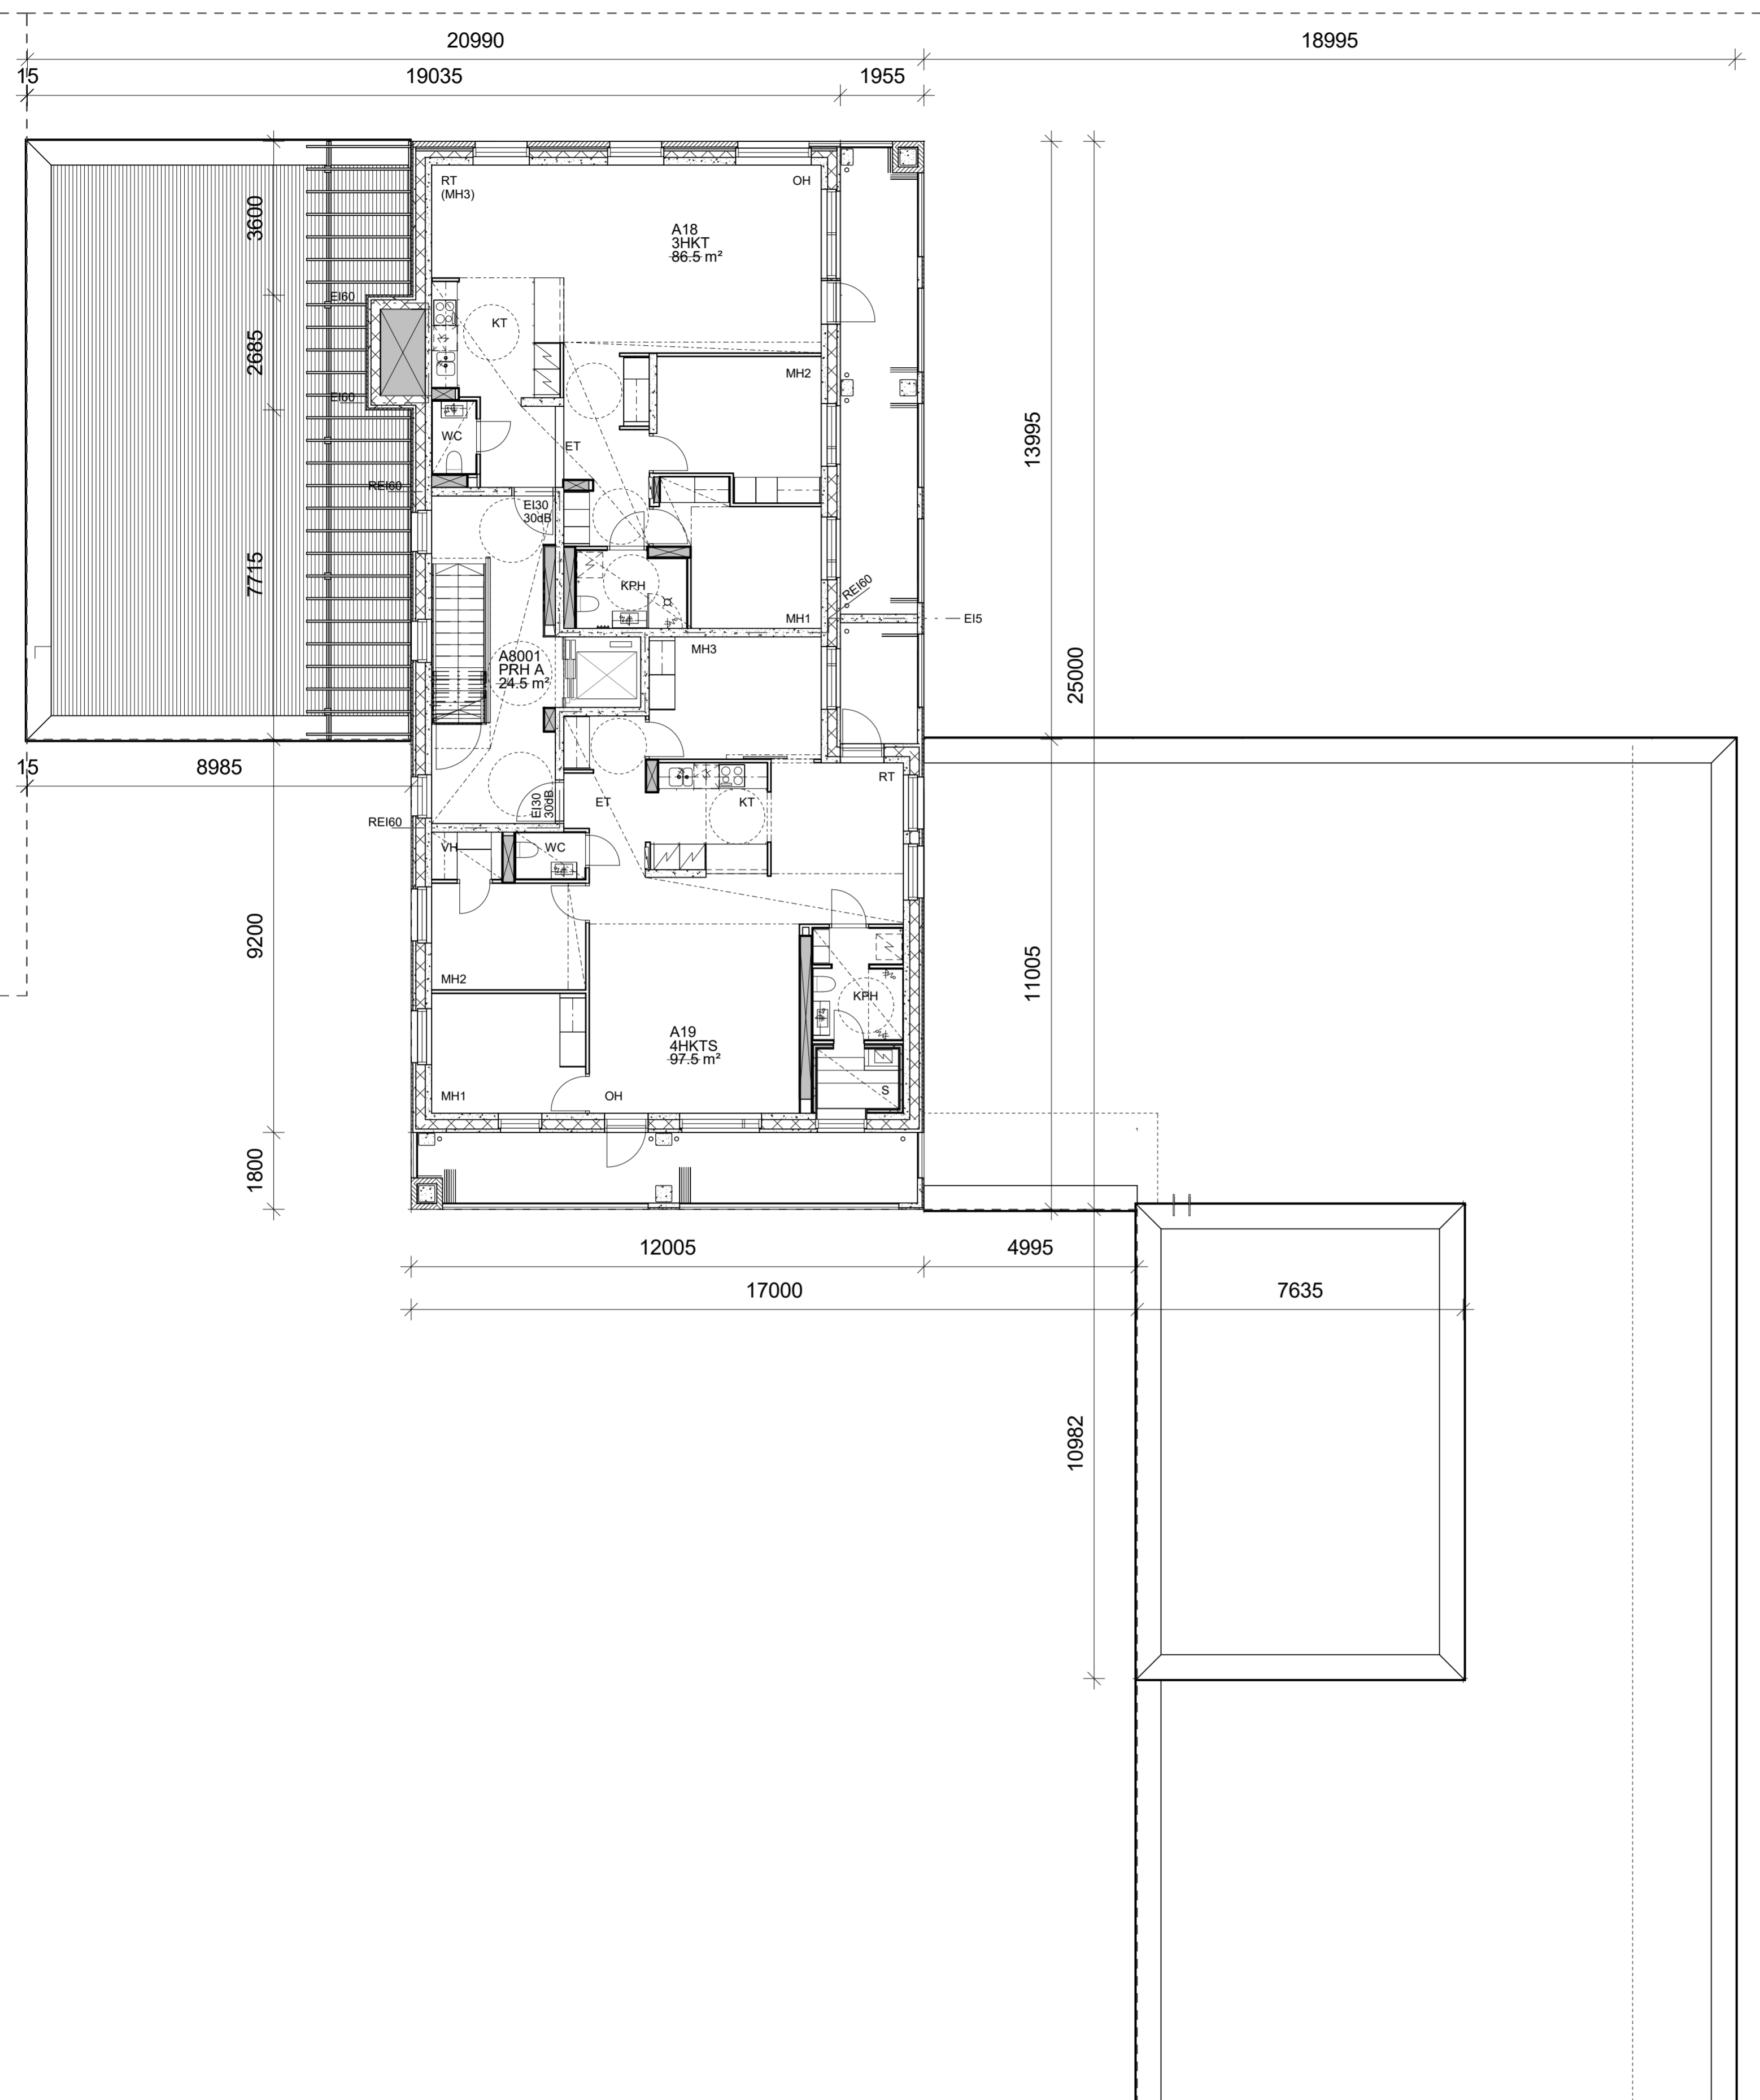 20990
18995
15
19035
1955
RT
(MH3)
OH
A18
3HKT
86.5 m²
3600
EI60
KT
2685
MH2
EI60
13995
WC
ET
REI60
EI30
30dB
7715
KPH
REI60
MH1
EI5
A8001
PRH A
24.5 m²
MH3
25000
15
8985
RT
ET
KT
EI30
30dB
REI60
VH
WC
9200
MH2
11005
KPH
A19
4HKTS
97.5 m²
MH1
OH
S
1800
12005
4995
17000
7635
10982